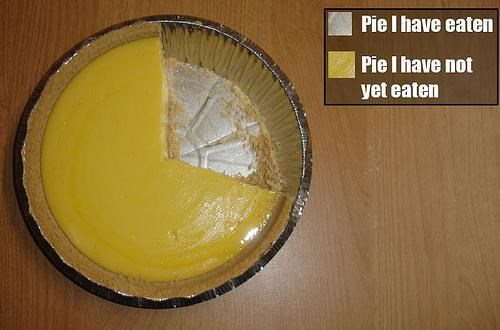 Pie I have eaten
Pie I have not
yet eaten